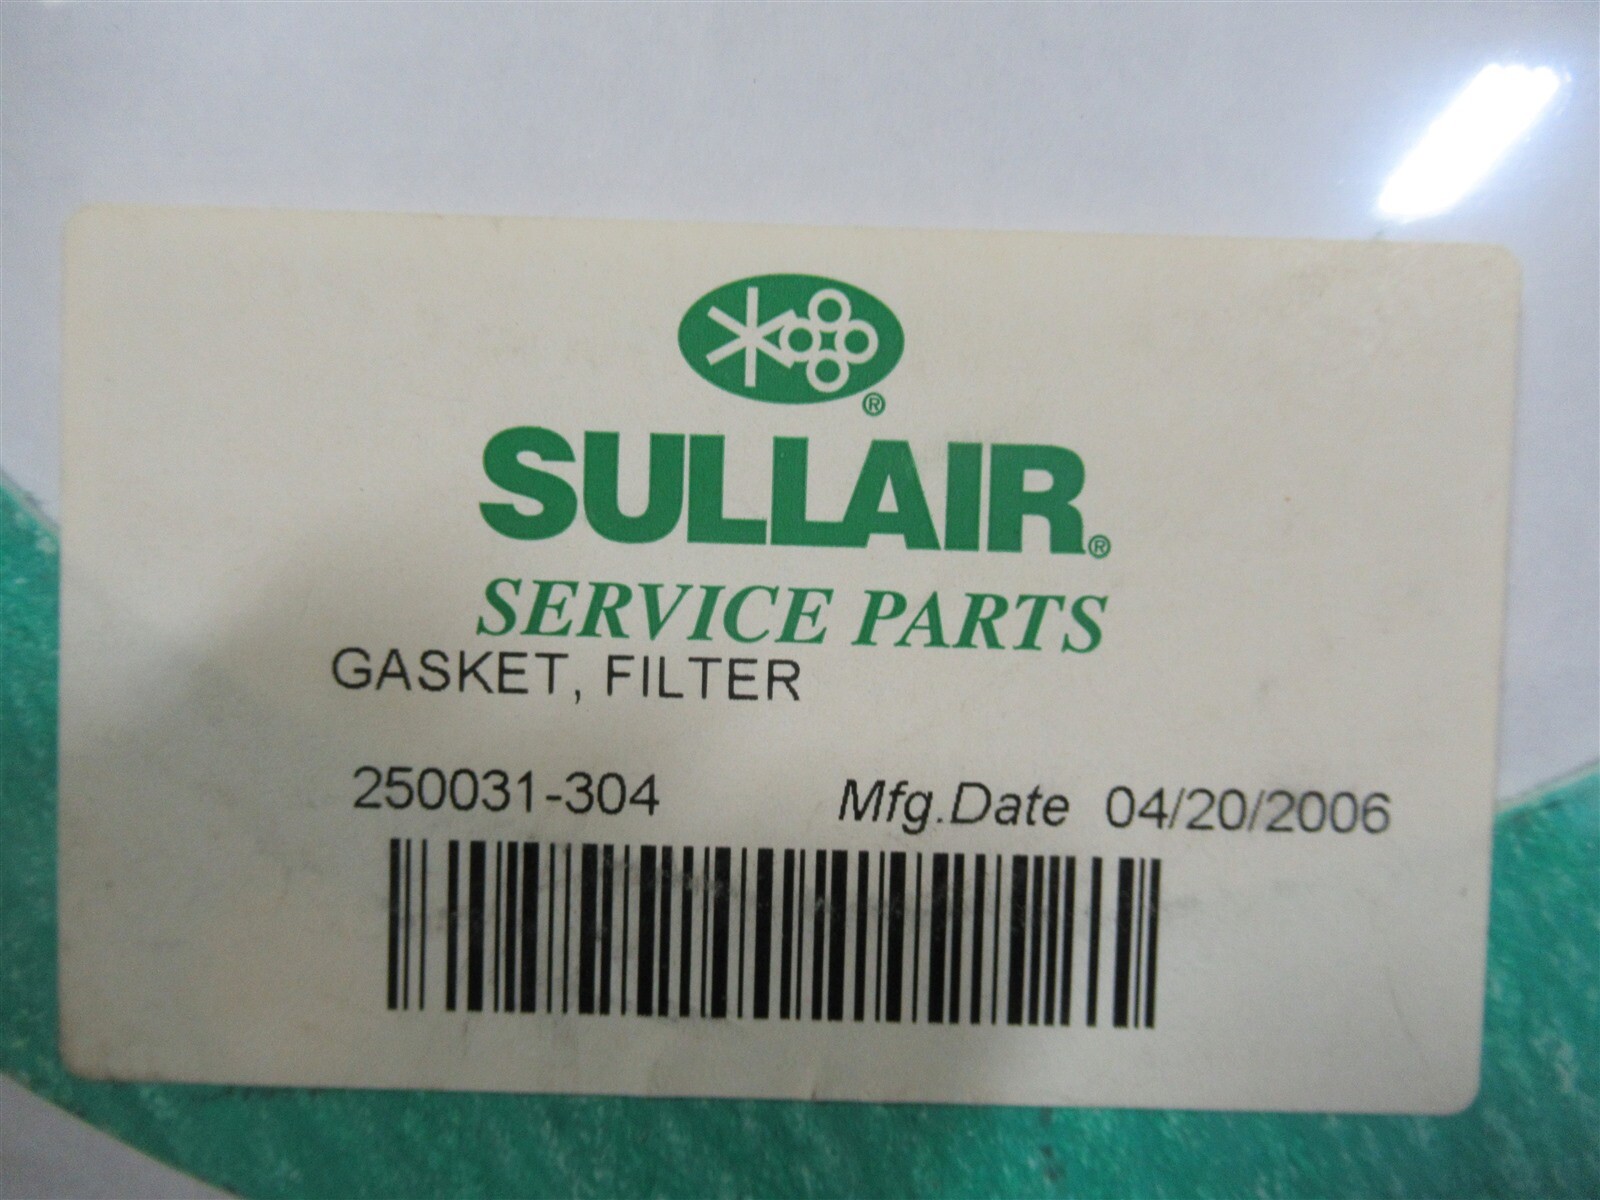 ®
SULLAIR®
SERVICE PARTS
GASKET, FILTER
250031-304 Mfg.Date 04/20/2006